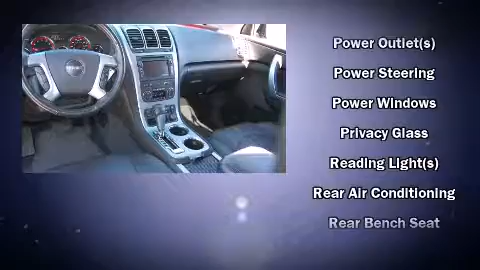 Power Outlet(s)
Power Steering
Power Windows
Privacy Glass
Reading Light(s)
Rear Air Conditioning
Rear Bench Seat